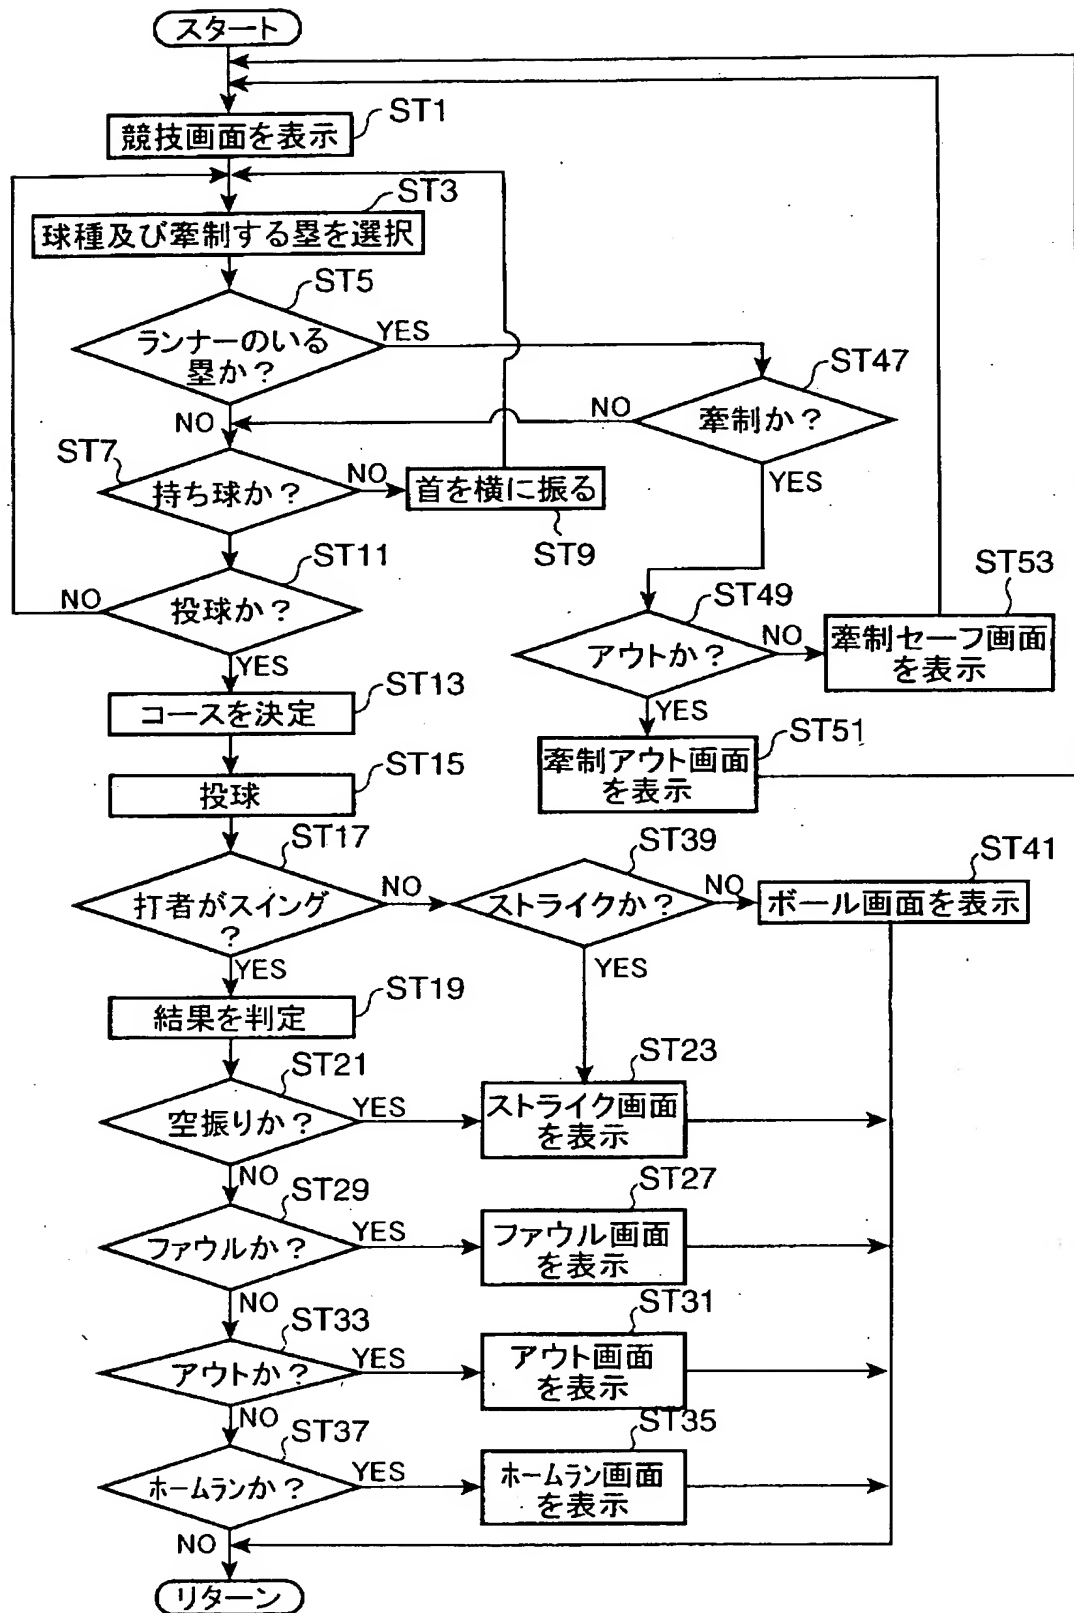 スタート
ST1
競技画面を表示
ST3
球種及び牽制する塁を選択
ST5
ランナーのいる
塁か?
YES
NO
ST47
牽制か?
NO
YES
ST7
持ち球か?
NO
首を横に振る
ST9
ST11
投球か?
NO
YES
ST49
アウトか?
NO
YES
ST53
牽制セーフ画面
を表示
ST13
コースを決定
ST51
牽制アウト画面
を表示
ST15
投球
ST17
打者がスイング
?
NO
YES
ST39
ストライクか?
NO
YES
ST41
ボール画面を表示
ST19
結果を判定
ST21
空振りか?
YES
NO
ST23
ストライク画面
を表示
ST29
ファウルか?
YES
NO
ST27
ファウル画面
を表示
ST33
アウトか?
YES
NO
ST31
アウト画面
を表示
ST37
ホームランか?
YES
NO
ST35
ホームラン画面
を表示
リターン